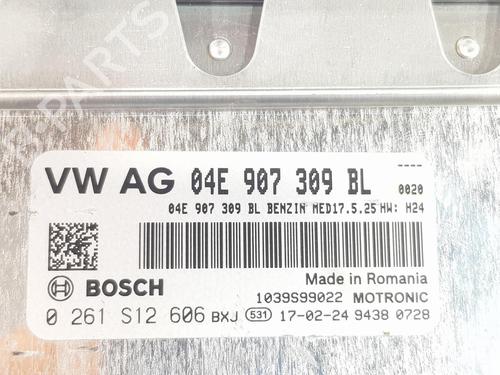 VW AG 04E 907 309 BL
----
0020
04E 907 309 BL BENZIN MED17.5.25 HW: H24
BOSCH
Made in Romania
1039S99022 MOTRONIC
0 261 S12 606 BXJ 531 17-02-24 9438 0728
B-PARTS